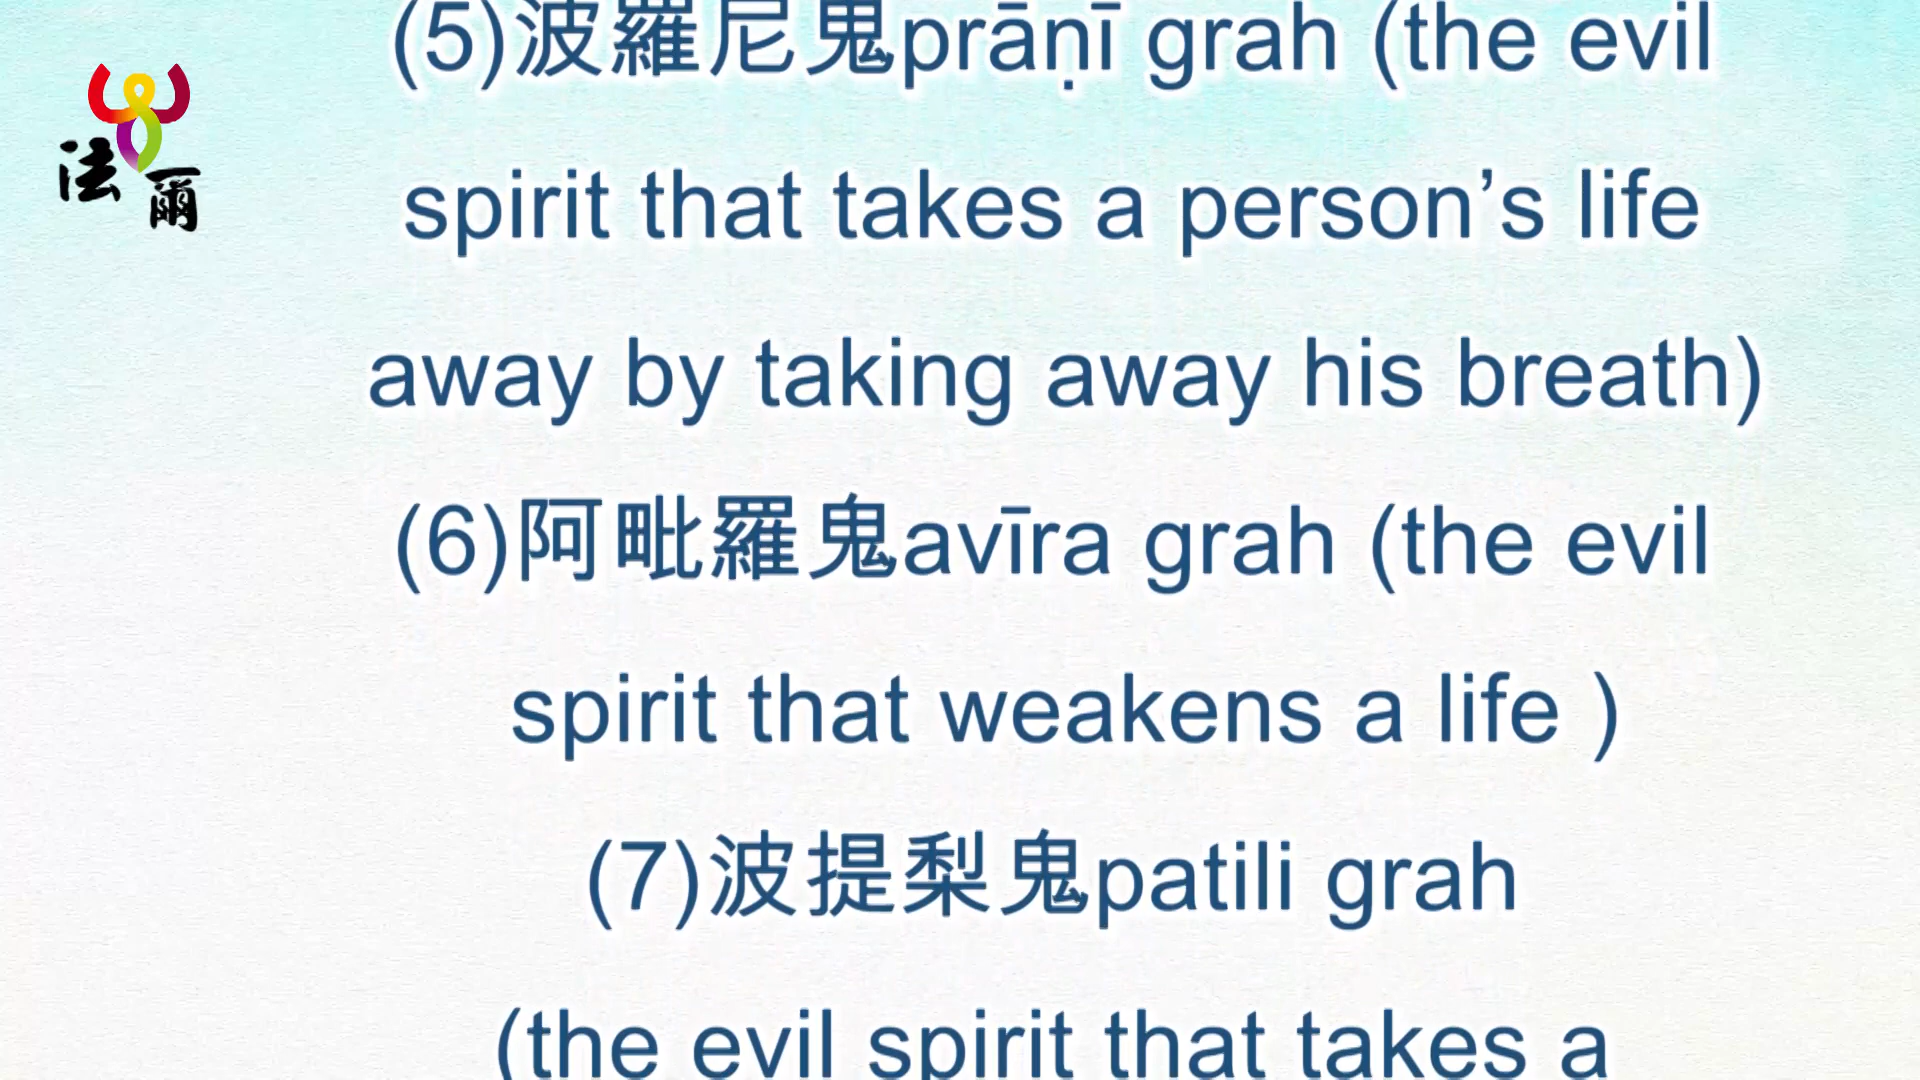 (5)波羅尼鬼prāṇī grah (the evil
法爾
spirit that takes a person’s life
away by taking away his breath)
(6)阿毗羅鬼avīra grah (the evil
spirit that weakens a life )
(7)波提梨鬼patili grah
(the evil spirit that takes a